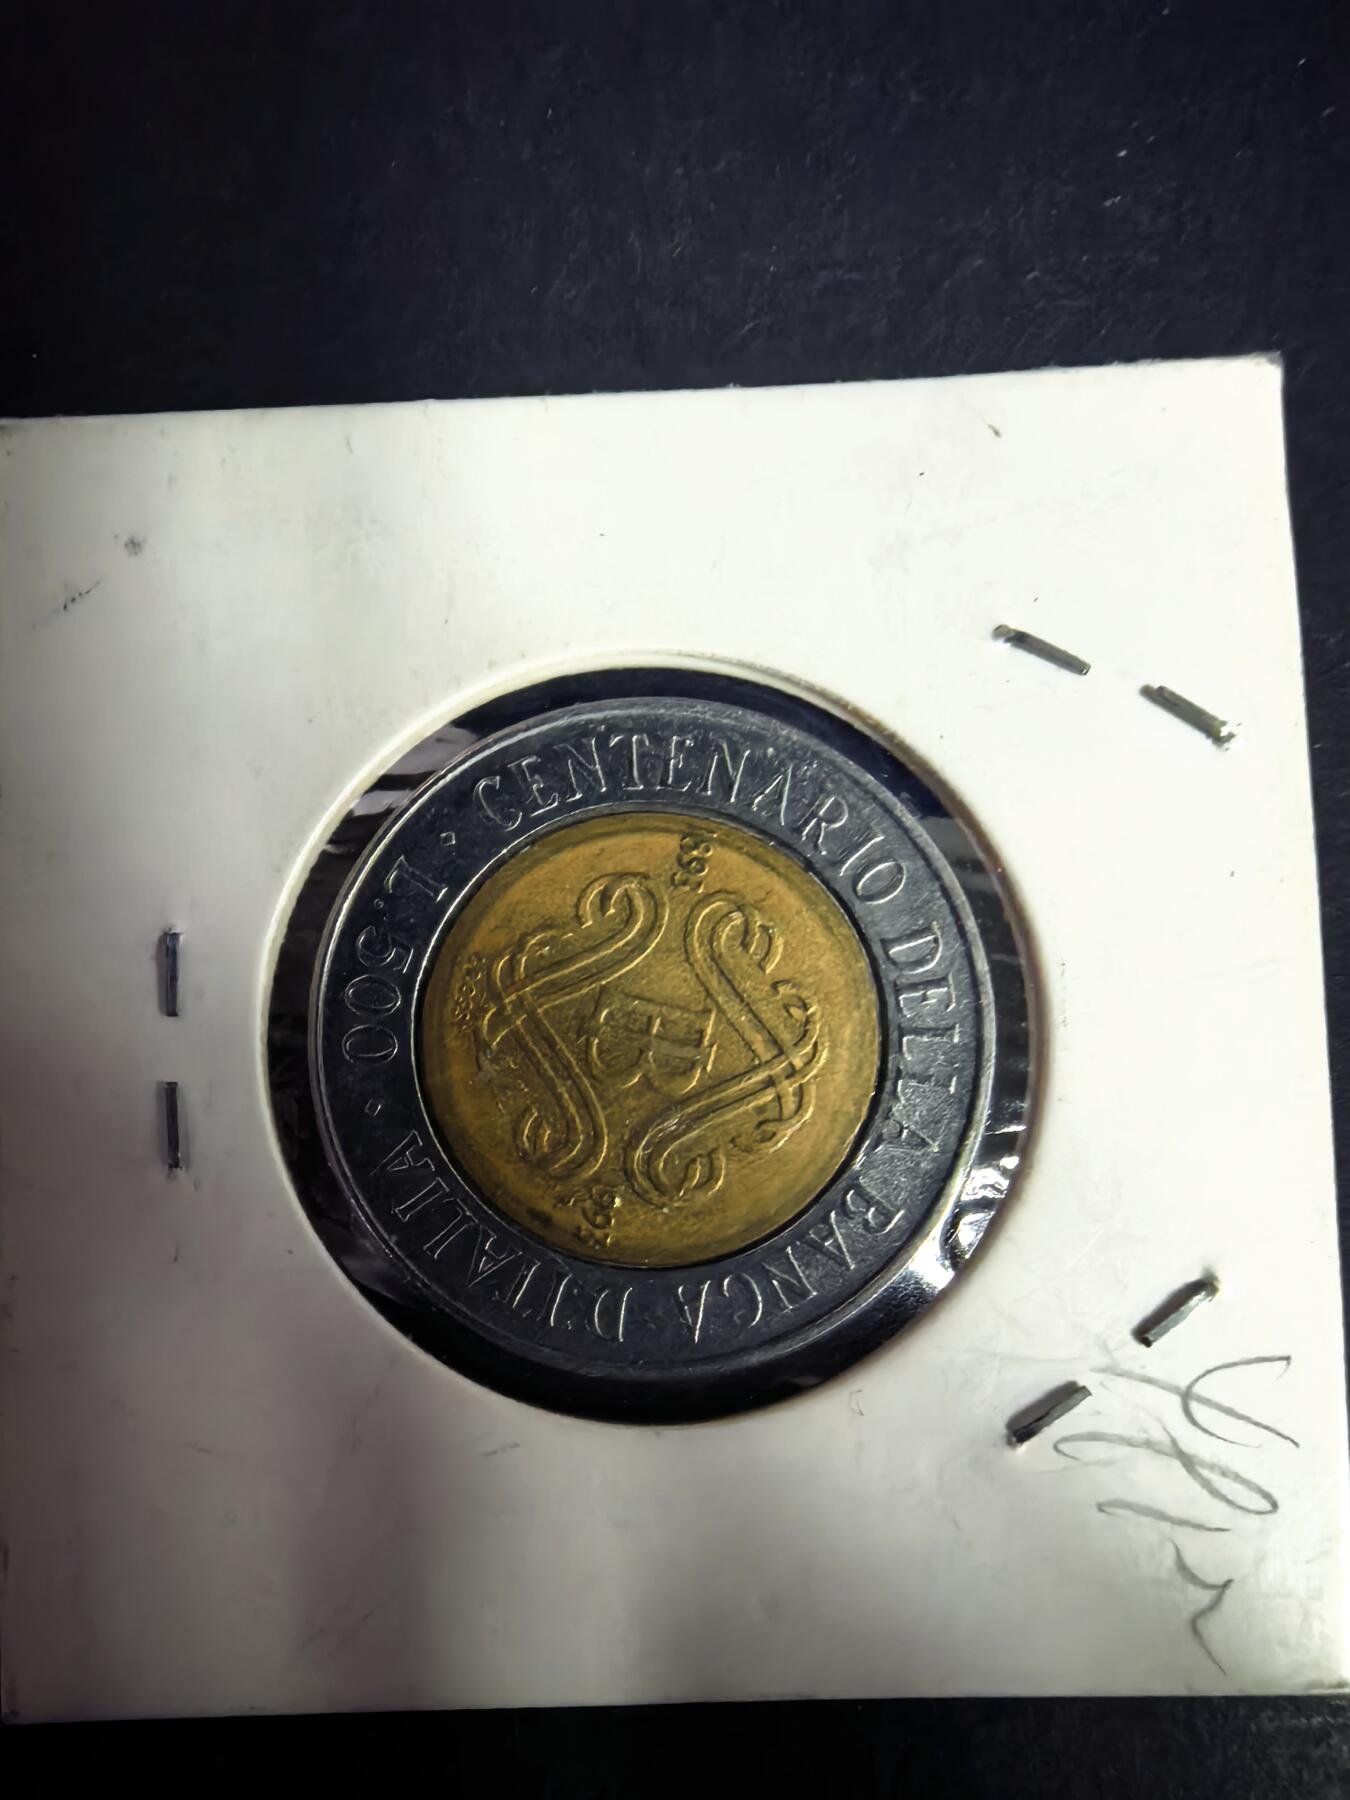 CENTENARIO DELLA BANCA D'ITALIA · L.500 ·
1893
1993